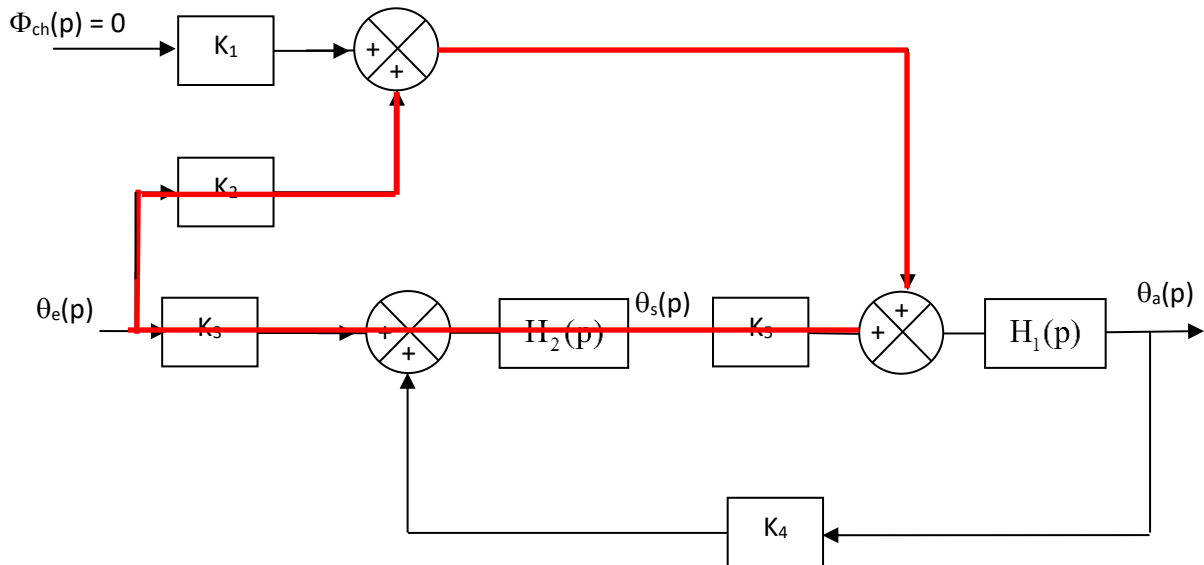 Φch(p) = 0
K1
+
+
K2
θe(p)
K3
+
+
H2(p)
θs(p)
K5
+
+
H1(p)
θa(p)
K4